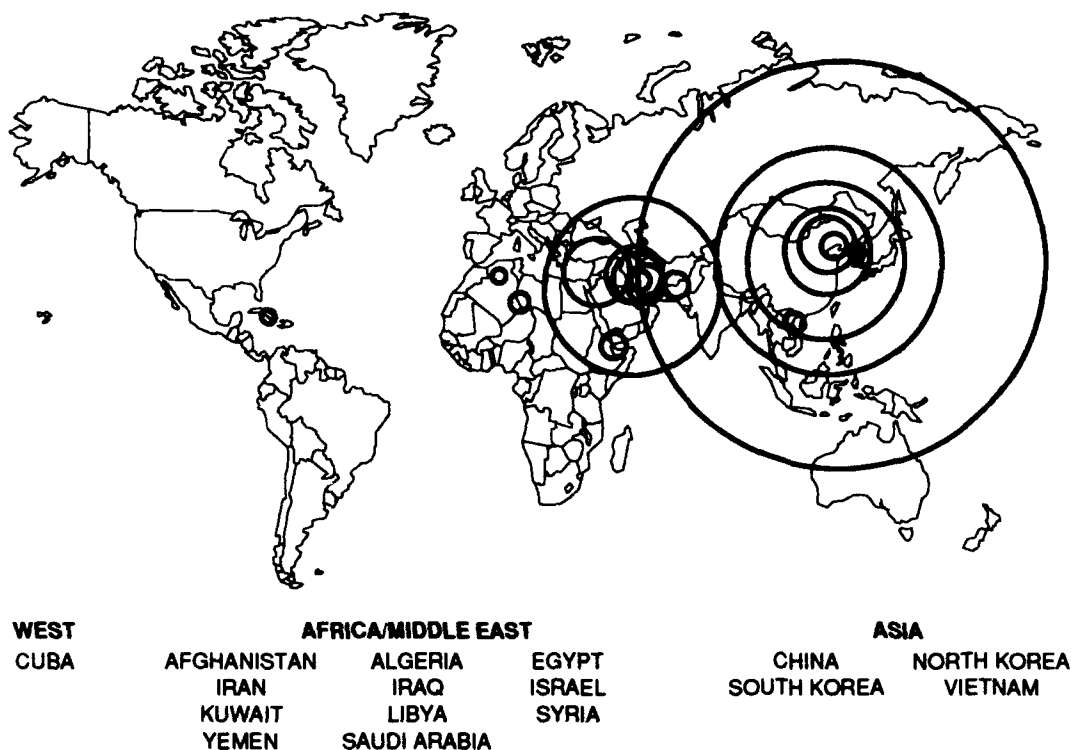 WEST AFRICA/MIDDLE EAST ASIA
CUBA AFGHANISTAN ALGERIA EGYPT CHINA NORTH KOREA
IRAN IRAQ ISRAEL SOUTH KOREA VIETNAM
KUWAIT LIBYA SYRIA
YEMEN SAUDI ARABIA